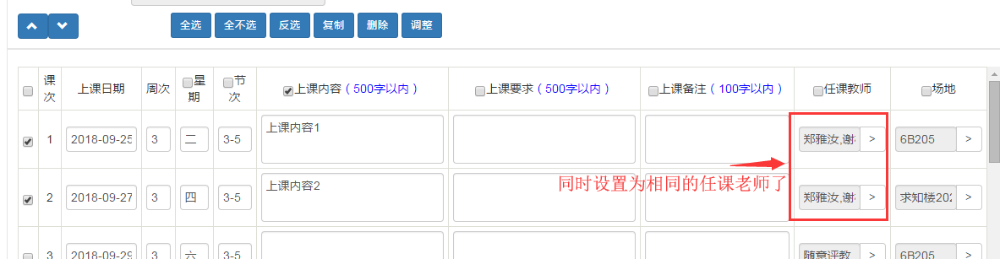 全选 全不选 反选 复制 删除 调整
课次 上课日期 周次 星期 节次 上课内容（500字以内） 上课要求（500字以内） 上课备注（100字以内） 任课教师 场地
1 2018-09-25 3 二 3-5 上课内容1 郑雅汝,谢 > 6B205 >
同时设置为相同的任课老师了
2 2018-09-27 3 四 3-5 上课内容2 郑雅汝,谢 > 求知楼202 >
3 2018-09-29 3 六 3-5 随意评教 > 6B205 >